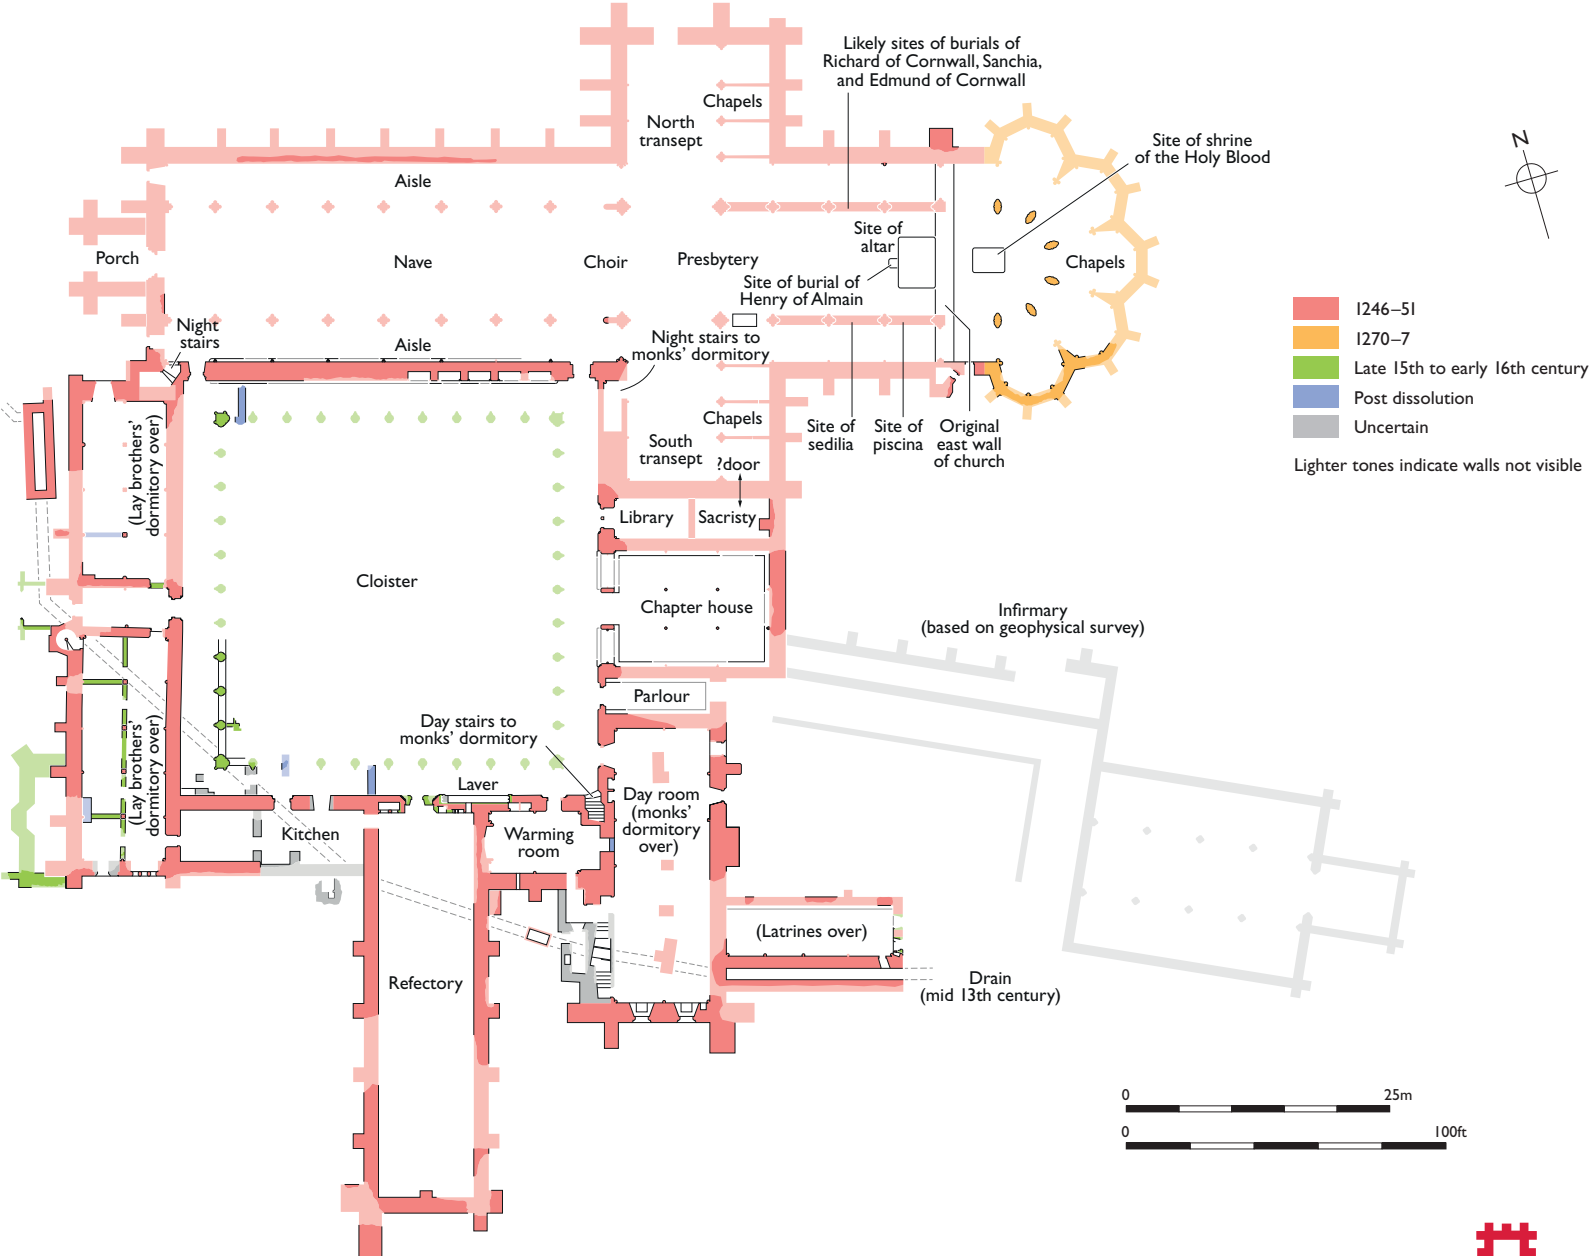 Likely sites of burials of
Richard of Cornwall, Sanchia,
and Edmund of Cornwall
Chapels
North
transept
Site of shrine
of the Holy Blood
N
Aisle
Site of
altar
Porch
Nave
Choir
Presbytery
Chapels
Site of burial of
Henry of Almain
Night
stairs
Aisle
Night stairs to
monks' dormitory
1246–51
1270–7
Late 15th to early 16th century
Post dissolution
Uncertain
Lighter tones indicate walls not visible
Chapels
South
transept
Site of
sedilia
Site of
piscina
Original
east wall
of church
?door
(Lay brothers'
dormitory over)
Library
Sacristy
Cloister
Chapter house
Infirmary
(based on geophysical survey)
Parlour
Day stairs to
monks' dormitory
(Lay brothers'
dormitory over)
Laver
Day room
(monks'
dormitory
over)
Kitchen
Warming
room
(Latrines over)
Refectory
Drain
(mid 13th century)
0 25m
0 100ft